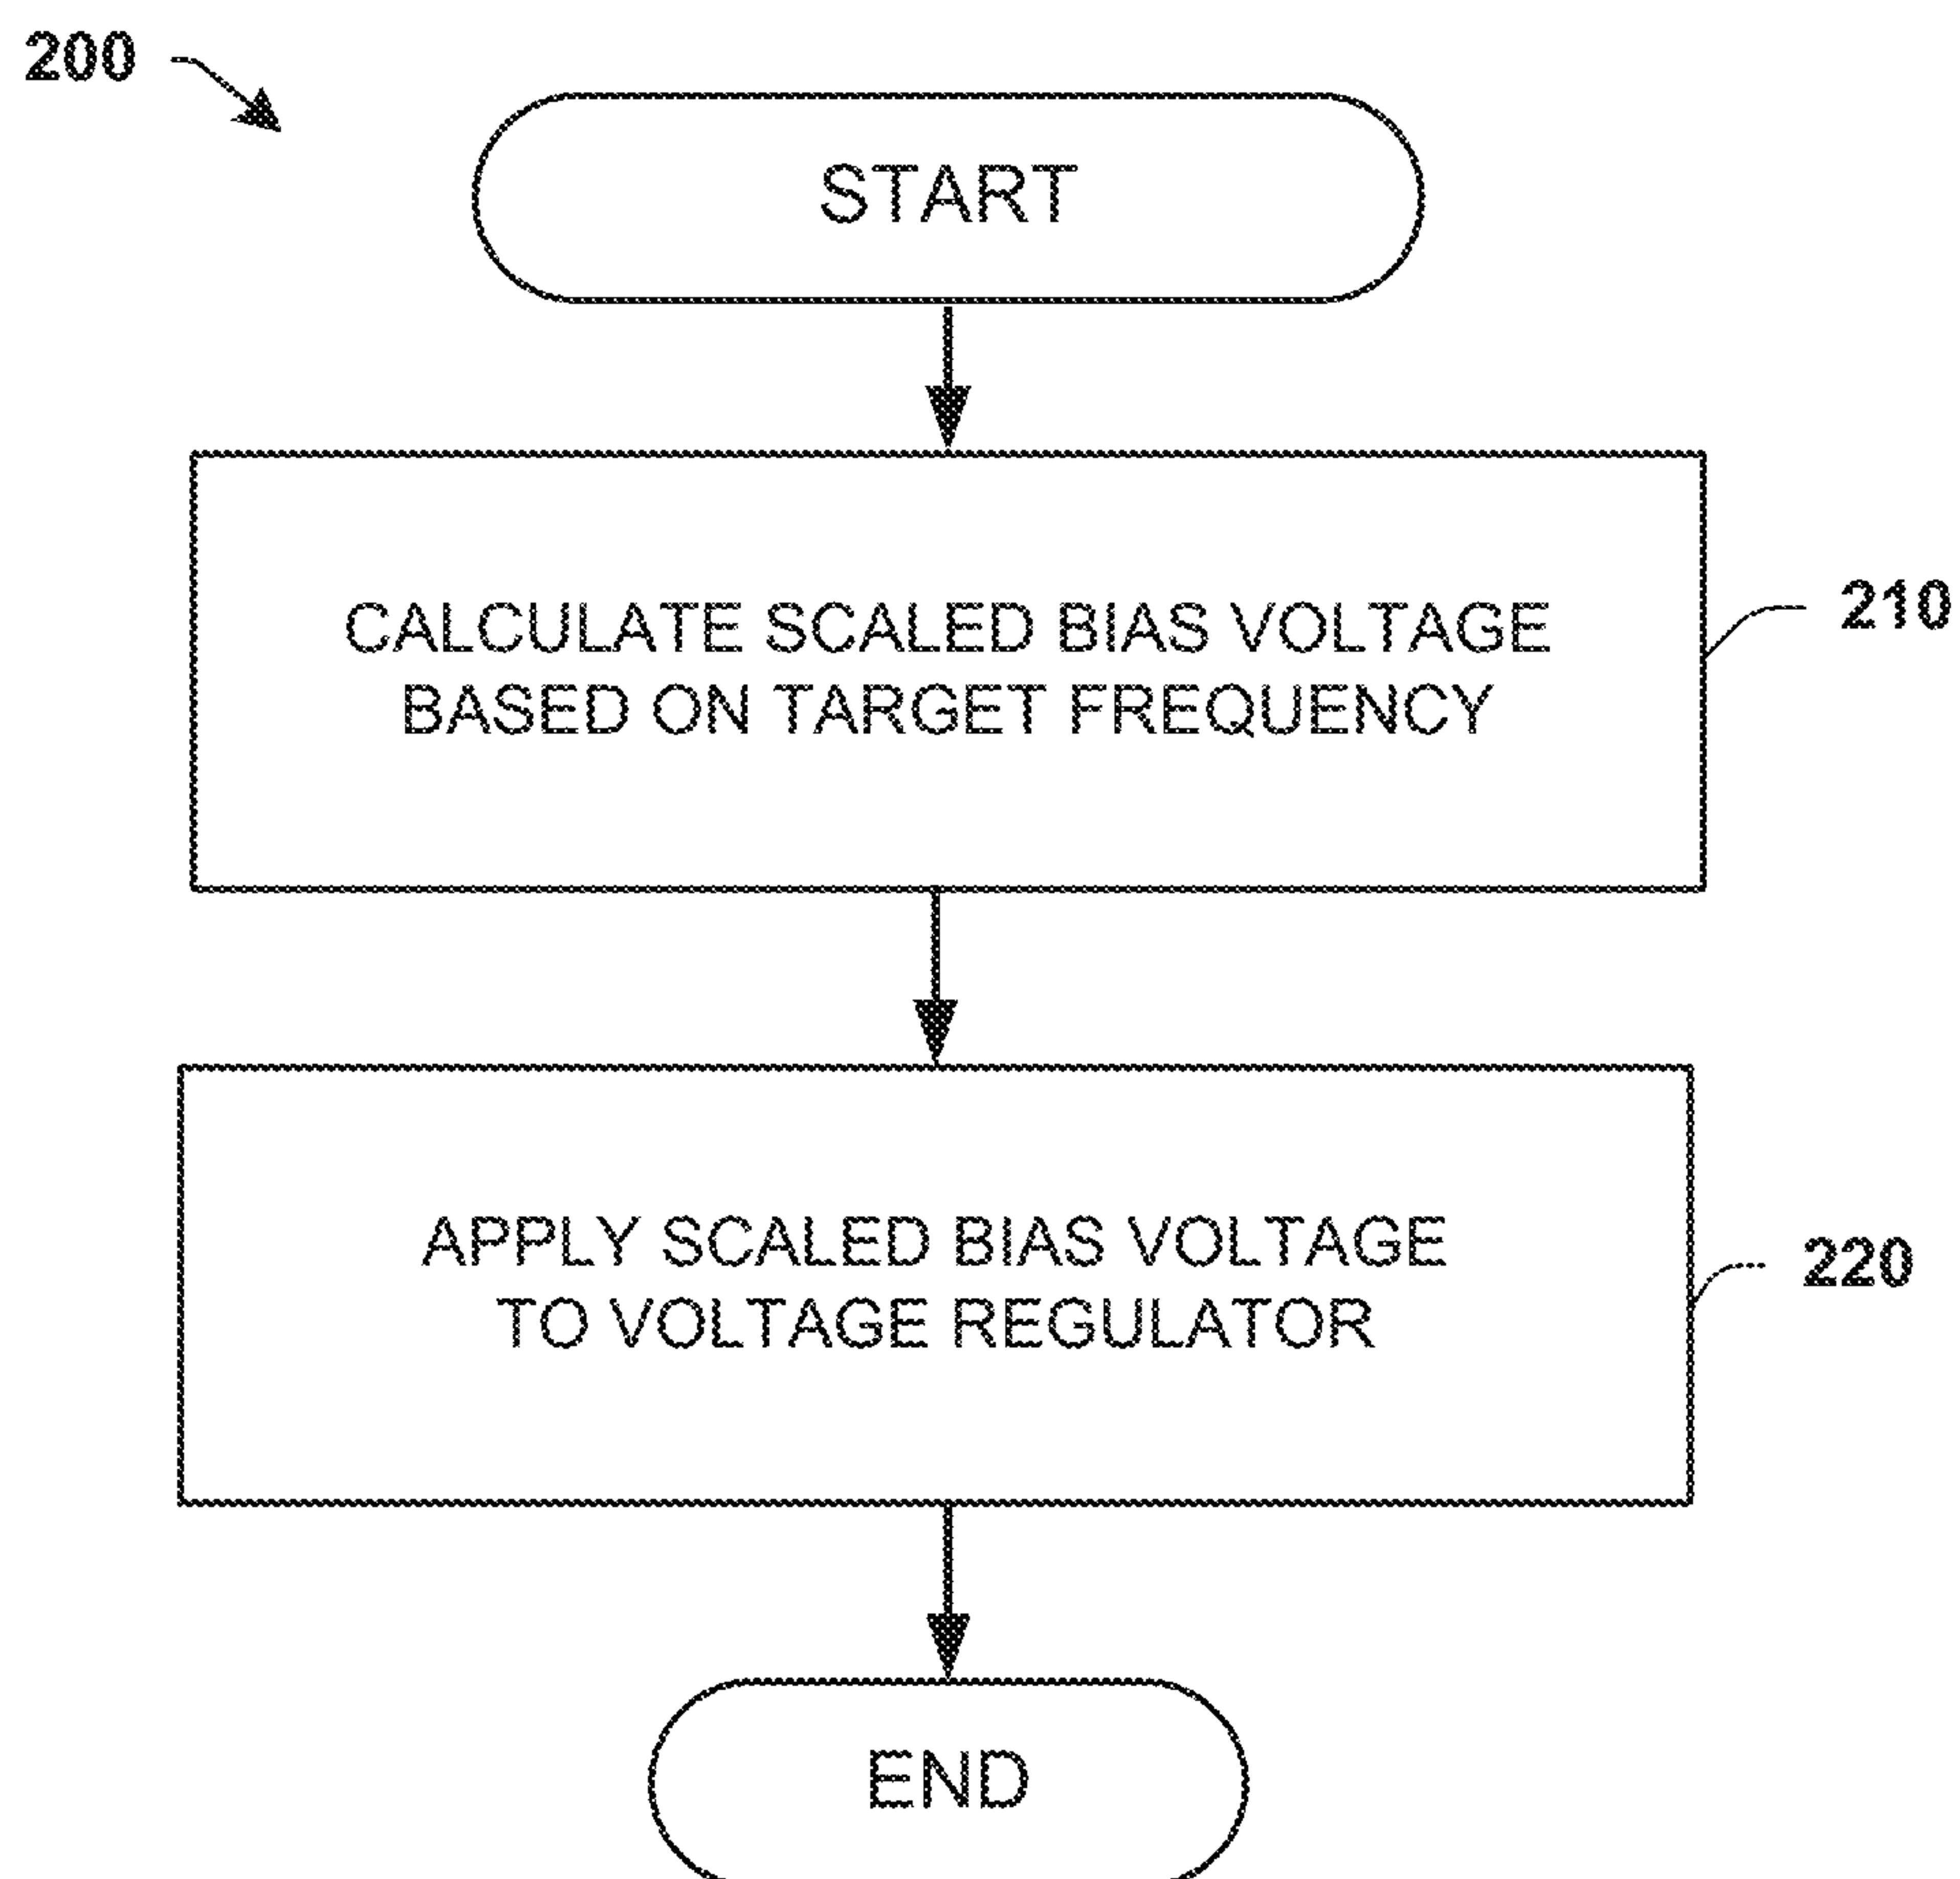 200
START
CALCULATE SCALED BIAS VOLTAGE
BASED ON TARGET FREQUENCY
210
APPLY SCALED BIAS VOLTAGE
TO VOLTAGE REGULATOR
220
END